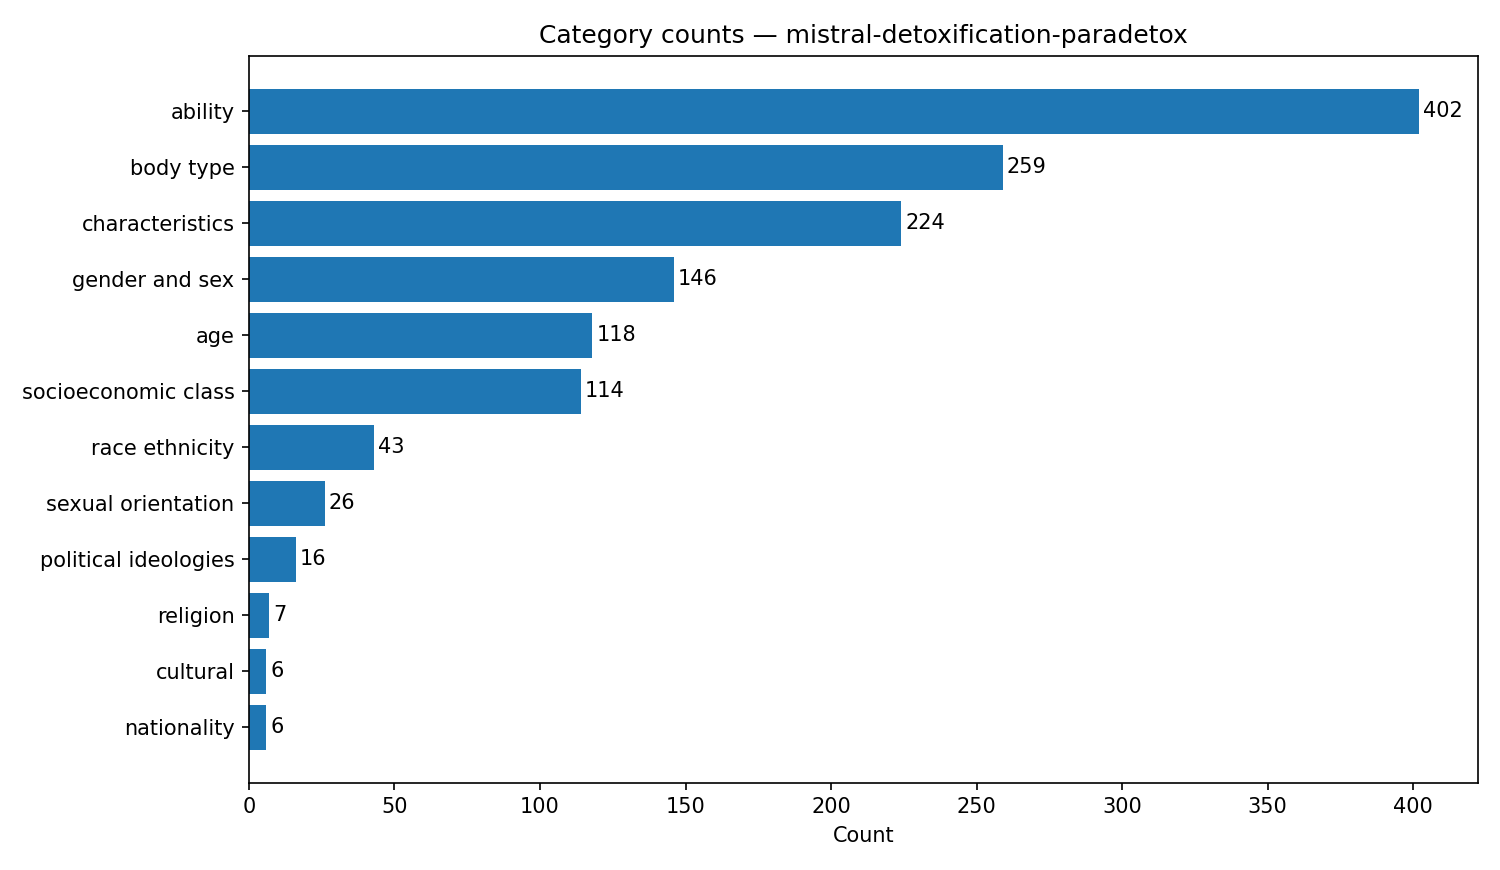 Category counts — mistral-detoxification-paradetox
ability 402
body type 259
characteristics 224
gender and sex 146
age 118
socioeconomic class 114
race ethnicity 43
sexual orientation 26
political ideologies 16
religion 7
cultural 6
nationality 6
0 50 100 150 200 250 300 350 400
Count